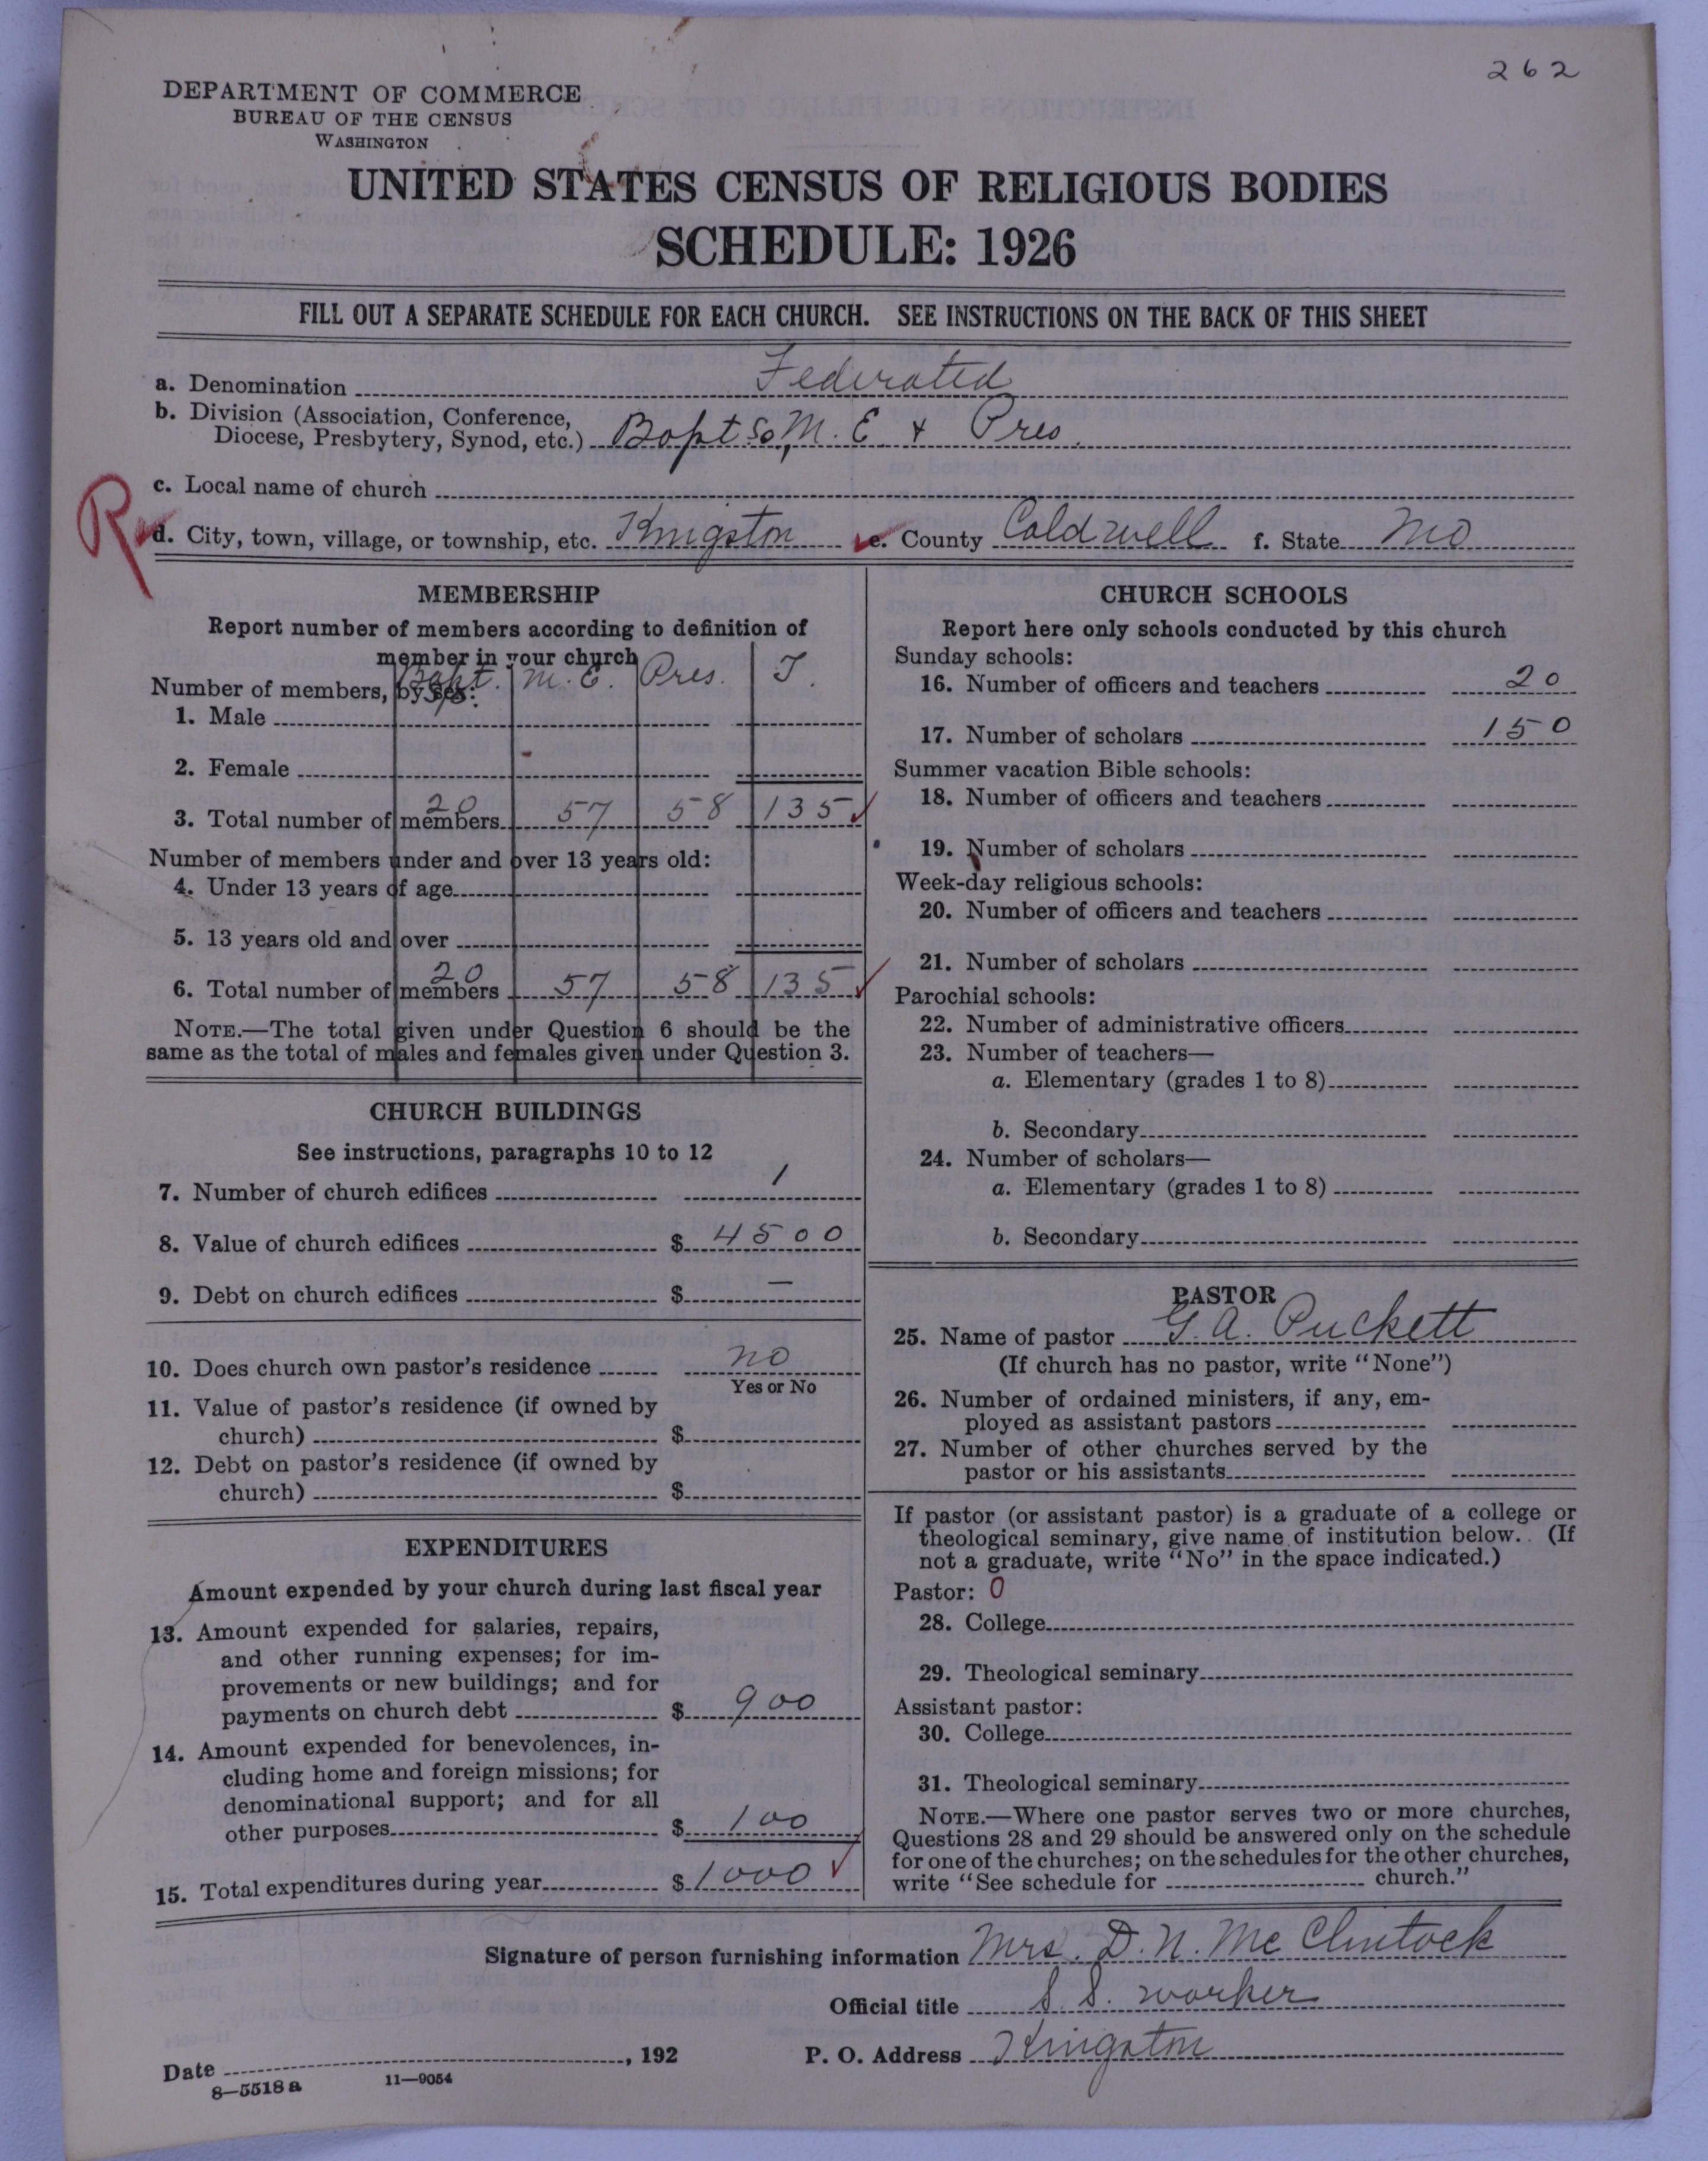 262
DEPARTMENT OF COMMERCE
BUREAU OF THE CENSUS
WASHINGTON
UNITED STATES CENSUS OF RELIGIOUS BODIES
SCHEDULE: 1926
FILL OUT A SEPARATE SCHEDULE FOR EACH CHURCH. SEE INSTRUCTIONS ON THE BACK OF THIS SHEET
a. Denomination Federated
b. Division (Association, Conference,
Diocese, Presbytery, Synod, etc.) Bapt So, M. E. & Pres.
c. Local name of church
R
d. City, town, village, or township, etc. Kingston e. County Caldwell f. State Mo
MEMBERSHIP
Report number of members according to definition of
member in your church
Bapt. M. E. Pres. T.
Number of members, by sex:
1. Male
2. Female
3. Total number of members 20 57 58 135
Number of members under and over 13 years old:
4. Under 13 years of age
5. 13 years old and over
6. Total number of members 20 57 58 135
NOTE.—The total given under Question 6 should be the
same as the total of males and females given under Question 3.
CHURCH BUILDINGS
See instructions, paragraphs 10 to 12
7. Number of church edifices 1
8. Value of church edifices $ 4500
9. Debt on church edifices $ —
10. Does church own pastor's residence no
Yes or No
11. Value of pastor's residence (if owned by
church) $
12. Debt on pastor's residence (if owned by
church) $
EXPENDITURES
Amount expended by your church during last fiscal year
13. Amount expended for salaries, repairs,
and other running expenses; for im-
provements or new buildings; and for
payments on church debt $ 900
14. Amount expended for benevolences, in-
cluding home and foreign missions; for
denominational support; and for all
other purposes $ 100
15. Total expenditures during year $ 1000
CHURCH SCHOOLS
Report here only schools conducted by this church
Sunday schools:
16. Number of officers and teachers 20
17. Number of scholars 150
Summer vacation Bible schools:
18. Number of officers and teachers
19. Number of scholars
Week-day religious schools:
20. Number of officers and teachers
21. Number of scholars
Parochial schools:
22. Number of administrative officers
23. Number of teachers—
a. Elementary (grades 1 to 8)
b. Secondary
24. Number of scholars—
a. Elementary (grades 1 to 8)
b. Secondary
PASTOR
25. Name of pastor G. A. Puckett
(If church has no pastor, write "None")
26. Number of ordained ministers, if any, em-
ployed as assistant pastors
27. Number of other churches served by the
pastor or his assistants
If pastor (or assistant pastor) is a graduate of a college or
theological seminary, give name of institution below. (If
not a graduate, write "No" in the space indicated.)
Pastor: 0
28. College
29. Theological seminary
Assistant pastor:
30. College
31. Theological seminary
NOTE.—Where one pastor serves two or more churches,
Questions 28 and 29 should be answered only on the schedule
for one of the churches; on the schedules for the other churches,
write "See schedule for church."
Signature of person furnishing information Mrs. D. N. McClintock
Official title S. S. worker
Date , 192 P. O. Address Kingston
8—5518 a 11—9054